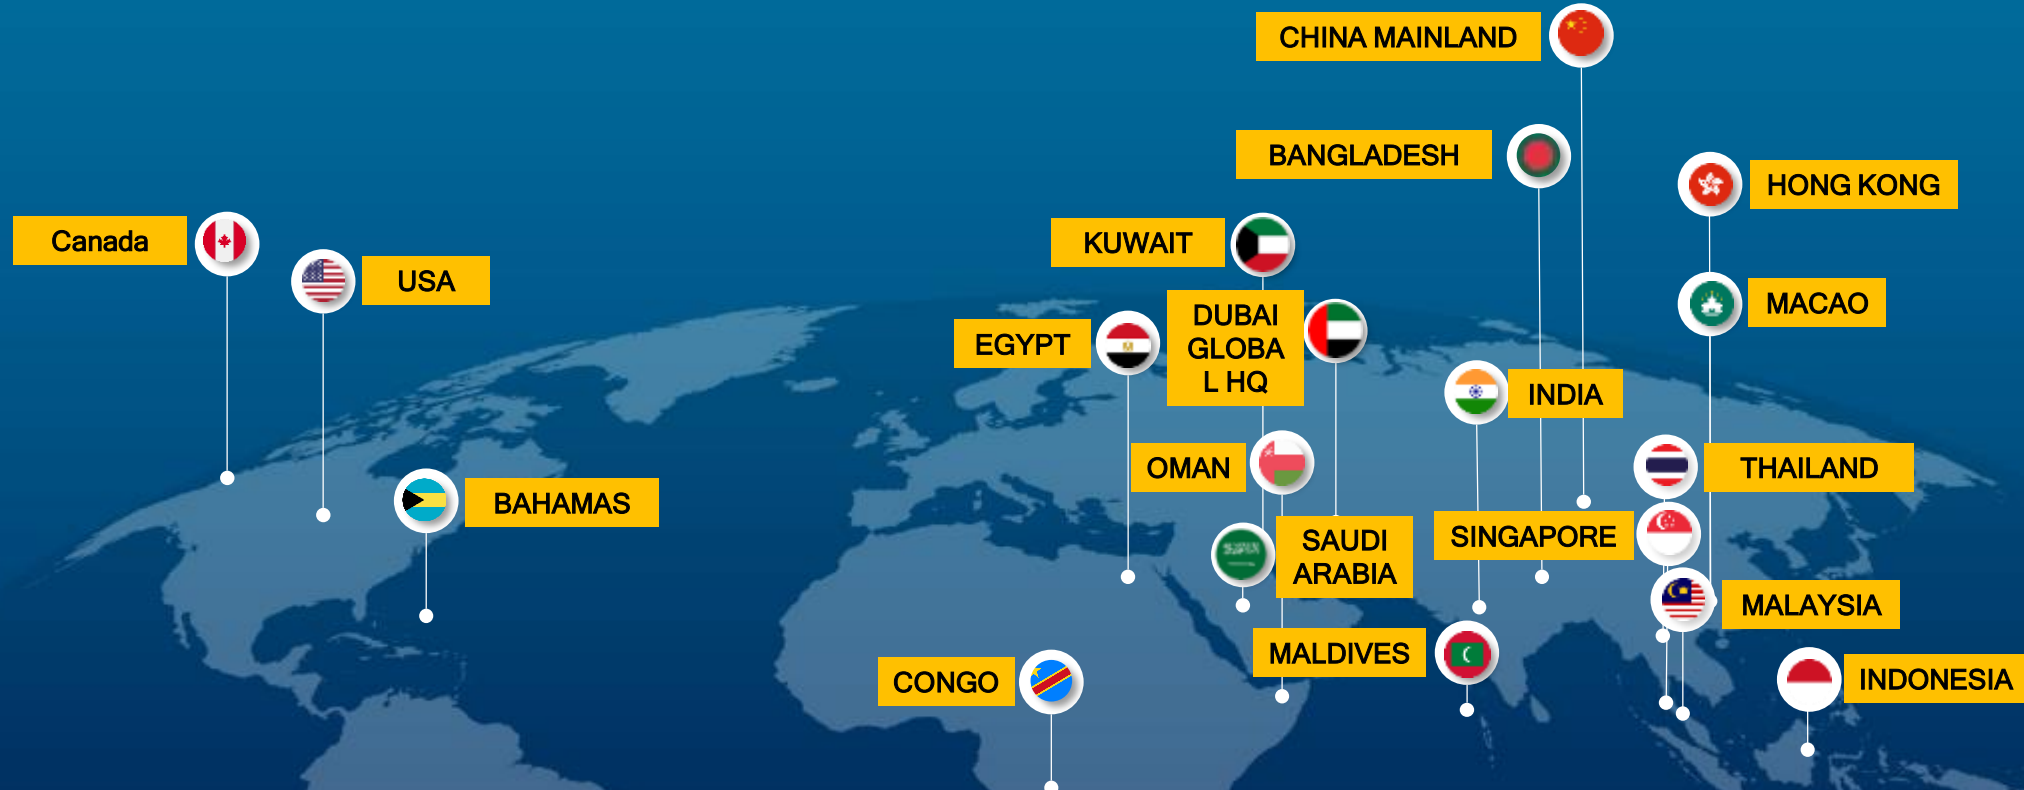 CHINA MAINLAND
BANGLADESH
HONG KONG
Canada
KUWAIT
USA
MACAO
EGYPT
DUBAI
GLOBA
L HQ
INDIA
OMAN
THAILAND
BAHAMAS
SINGAPORE
SAUDI
ARABIA
MALAYSIA
MALDIVES
CONGO
INDONESIA